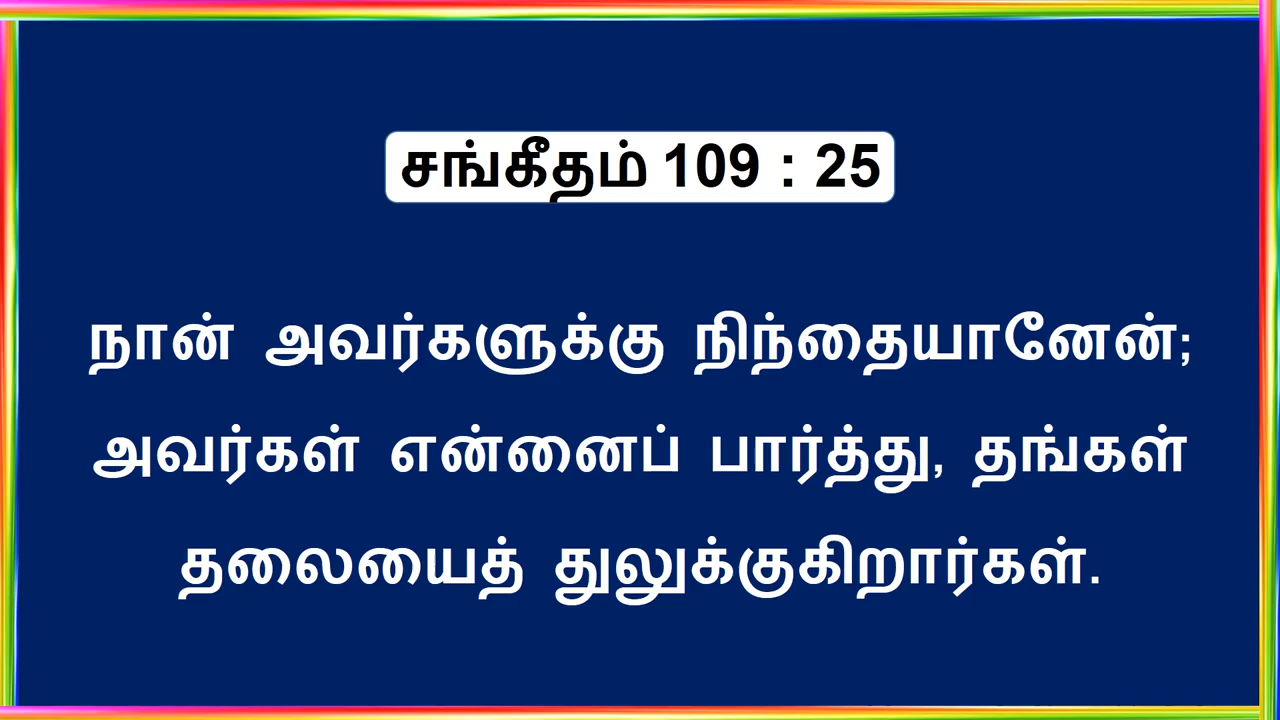 சங்கீதம் 109 : 25
நான் அவர்களுக்கு நிந்தையானேன்;
அவர்கள் என்னைப் பார்த்து, தங்கள்
தலையைத் துலுக்குகிறார்கள்.